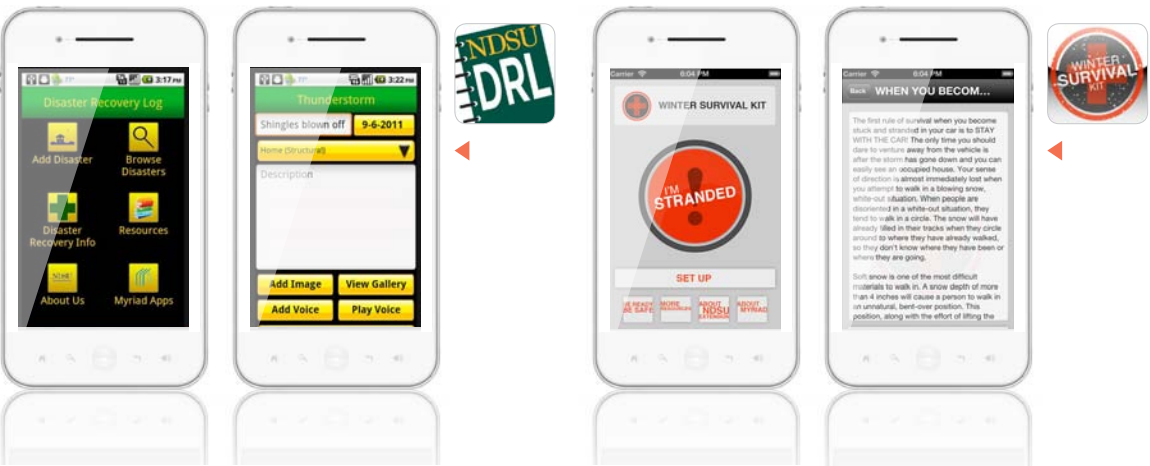 3:17 PM
Disaster Recovery Log
Add Disaster
Browse
Disasters
Disaster
Recovery Info
Resources
NDSU
About Us
Myriad Apps
3:22 PM
Thunderstorm
Shingles blown off
9-6-2011
Home (Structural)
Description
Add Image
View Gallery
Add Voice
Play Voice
NDSU
DRL
Carrier
6:04 PM
WINTER SURVIVAL KIT
I'M
STRANDED
SET UP
BE READY
BE SAFE
MORE
RESOURCES
ABOUT
NDSU
EXTENSION
ABOUT
MYRIAD
Carrier
6:04 PM
Back
WHEN YOU BECOM...
The first rule of survival when you become
stuck and stranded in your car is to STAY
WITH THE CAR! The only time you should
dare to venture away from the vehicle is
after the storm has gone down and you can
easily see an occupied house. Your sense
of direction is almost immediately lost when
you attempt to walk in a blowing snow,
white-out situation. When people are
disoriented in a white-out situation, they
tend to walk in a circle. The snow will have
already filled in their tracks when they circle
around to where they have already walked,
so they don't know where they have been or
where they are going.
Soft snow is one of the most difficult
materials to walk in. A snow depth of more
than 4 inches will cause a person to walk in
an unnatural, bent-over position. This
position, along with the effort of lifting the
WINTER
SURVIVAL
KIT